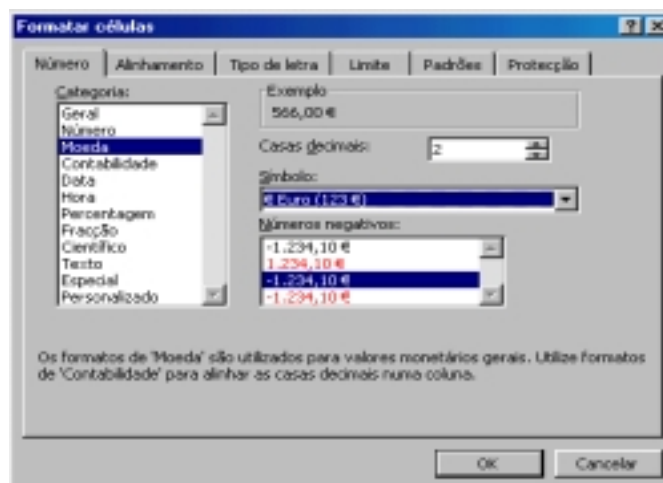 Formatar células
Número
Alinhamento
Tipo de letra
Limite
Padrões
Protecção
Categoria:
Geral
Número
Moeda
Contabilidade
Data
Hora
Percentagem
Fracção
Científico
Texto
Especial
Personalizado
Exemplo
566,00 €
Casas decimais:
2
Símbolo:
€ Euro (123 €)
Números negativos:
-1.234,10 €
1.234,10 €
-1.234,10 €
-1.234,10 €
Os formatos de 'Moeda' são utilizados para valores monetários gerais. Utilize formatos
de 'Contabilidade' para alinhar as casas decimais numa coluna.
OK
Cancelar